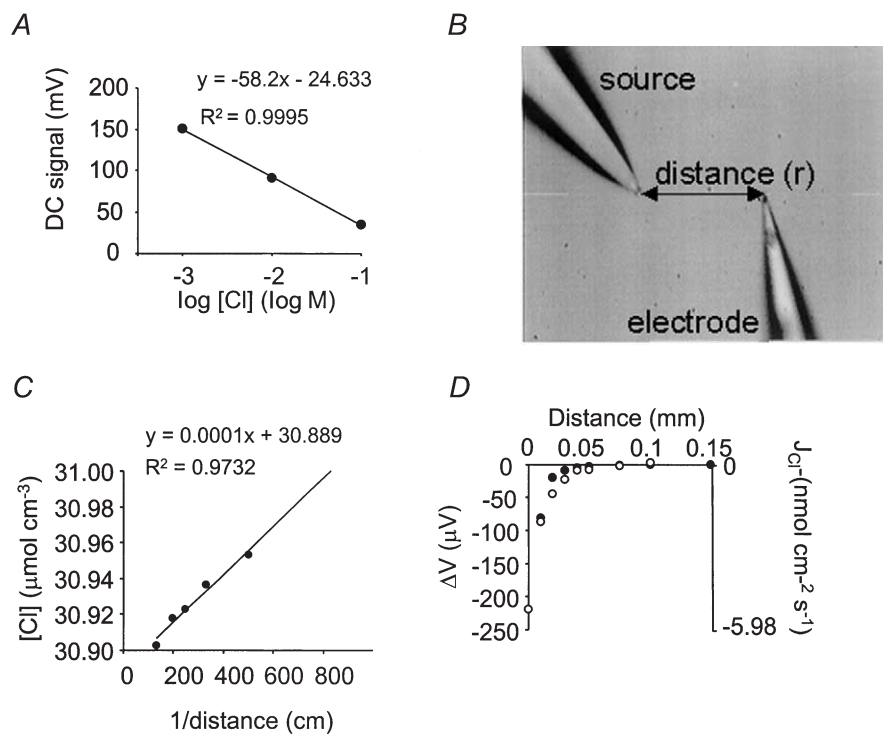 A
y = -58.2x - 24.633
R² = 0.9995
DC signal (mV)
200
150
100
50
0
-3 -2 -1
log [Cl] (log M)
B
source
distance (r)
electrode
C
y = 0.0001x + 30.889
R² = 0.9732
[Cl] (μmol cm-3)
31.00
30.98
30.96
30.94
30.92
30.90
0 200 400 600 800
1/distance (cm)
D
Distance (mm)
0 0.05 0.1 0.15
ΔV (μV)
0
-50
-100
-150
-200
-250
0
-5.98
JCl-(nmol cm-2 s-1)